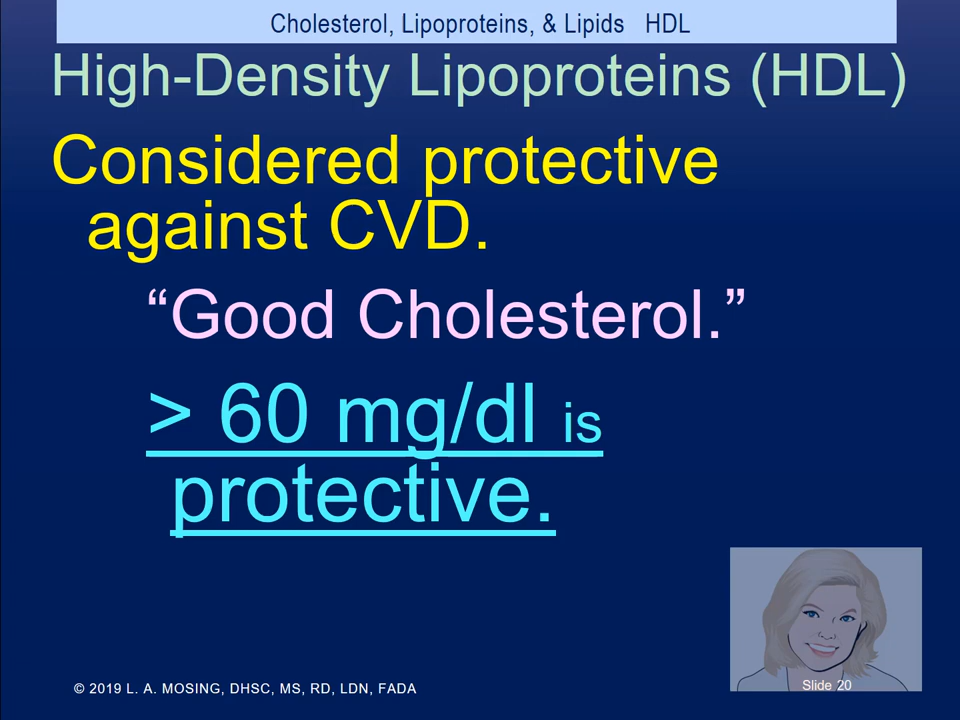 Cholesterol, Lipoproteins, & Lipids HDL
High-Density Lipoproteins (HDL)
Considered protective
against CVD.
“Good Cholesterol.”
> 60 mg/dl is
protective.
© 2019 L. A. MOSING, DHSC, MS, RD, LDN, FADA
Slide 20